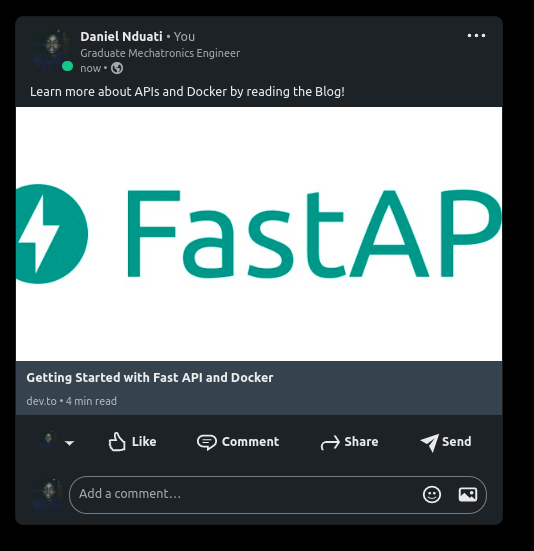 Daniel Nduati • You
Graduate Mechatronics Engineer
now •
Learn more about APIs and Docker by reading the Blog!
FastAP
Getting Started with Fast API and Docker
dev.to • 4 min read
Like Comment Share Send
Add a comment...